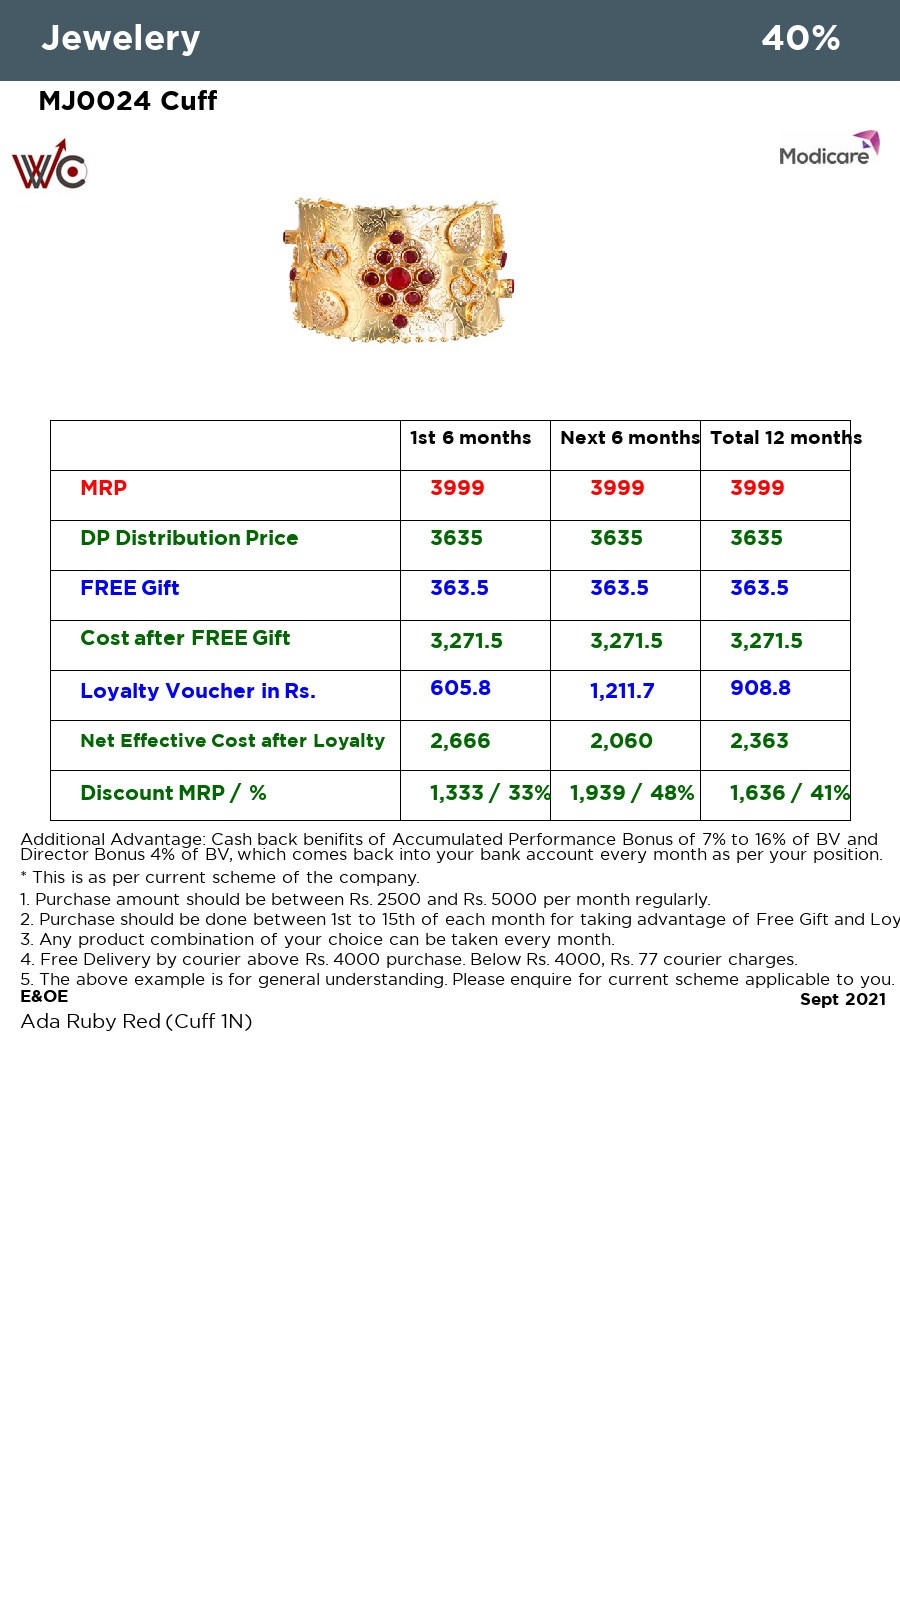 Jewelery 40%
MJ0024 Cuff
WC
Modicare
1st 6 months Next 6 months Total 12 months
MRP 3999 3999 3999
DP Distribution Price 3635 3635 3635
FREE Gift 363.5 363.5 363.5
Cost after FREE Gift 3,271.5 3,271.5 3,271.5
Loyalty Voucher in Rs. 605.8 1,211.7 908.8
Net Effective Cost after Loyalty 2,666 2,060 2,363
Discount MRP / % 1,333 / 33% 1,939 / 48% 1,636 / 41%
Additional Advantage: Cash back benifits of Accumulated Performance Bonus of 7% to 16% of BV and
Director Bonus 4% of BV, which comes back into your bank account every month as per your position.
* This is as per current scheme of the company.
1. Purchase amount should be between Rs. 2500 and Rs. 5000 per month regularly.
2. Purchase should be done between 1st to 15th of each month for taking advantage of Free Gift and Loy
3. Any product combination of your choice can be taken every month.
4. Free Delivery by courier above Rs. 4000 purchase. Below Rs. 4000, Rs. 77 courier charges.
5. The above example is for general understanding. Please enquire for current scheme applicable to you.
E&OE Sept 2021
Ada Ruby Red (Cuff 1N)